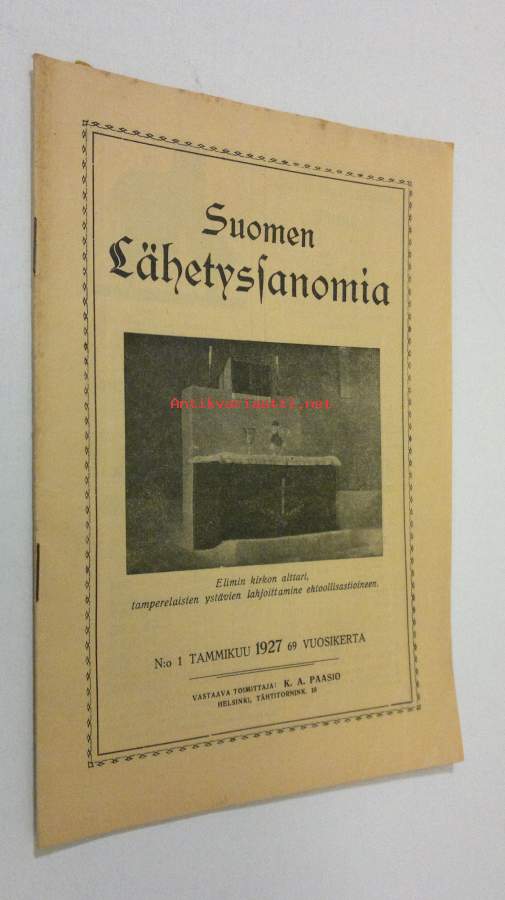 Suomen
Lähetysſanomia
Antikvariaatti.net
Elimin kirkon alttari,
tamperelaisten ystävien lahjoittamine ehtoollisastioineen.
N:o 1 TAMMIKUU 1927 69 VUOSIKERTA
VASTAAVA TOIMITTAJA: K. A. PAASIO
HELSINKI, TÄHTITORNINK. 18